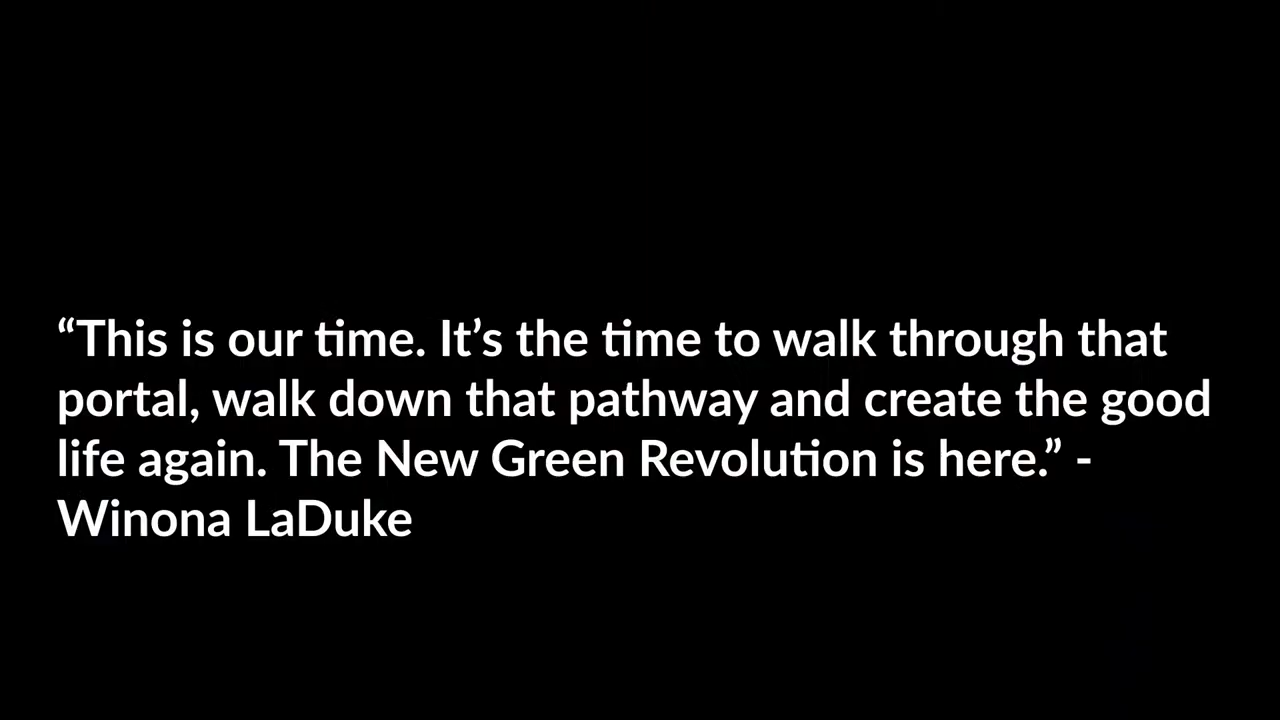 “This is our time. It’s the time to walk through that
portal, walk down that pathway and create the good
life again. The New Green Revolution is here.” -
Winona LaDuke